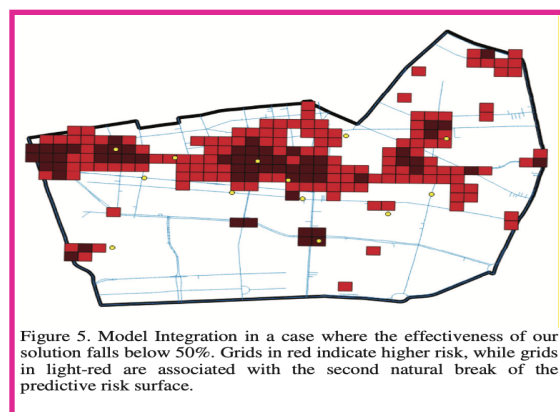 Figure 5. Model Integration in a case where the effectiveness of our
solution falls below 50%. Grids in red indicate higher risk, while grids
in light-red are associated with the second natural break of the
predictive risk surface.